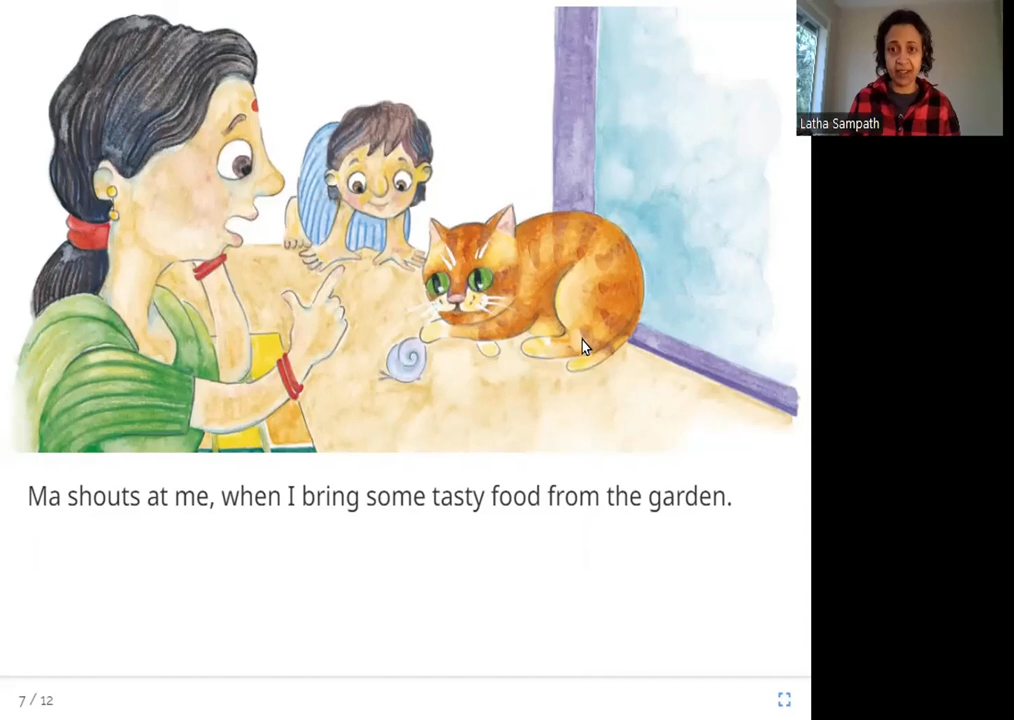 Latha Sampath
Ma shouts at me, when I bring some tasty food from the garden.
7 / 12